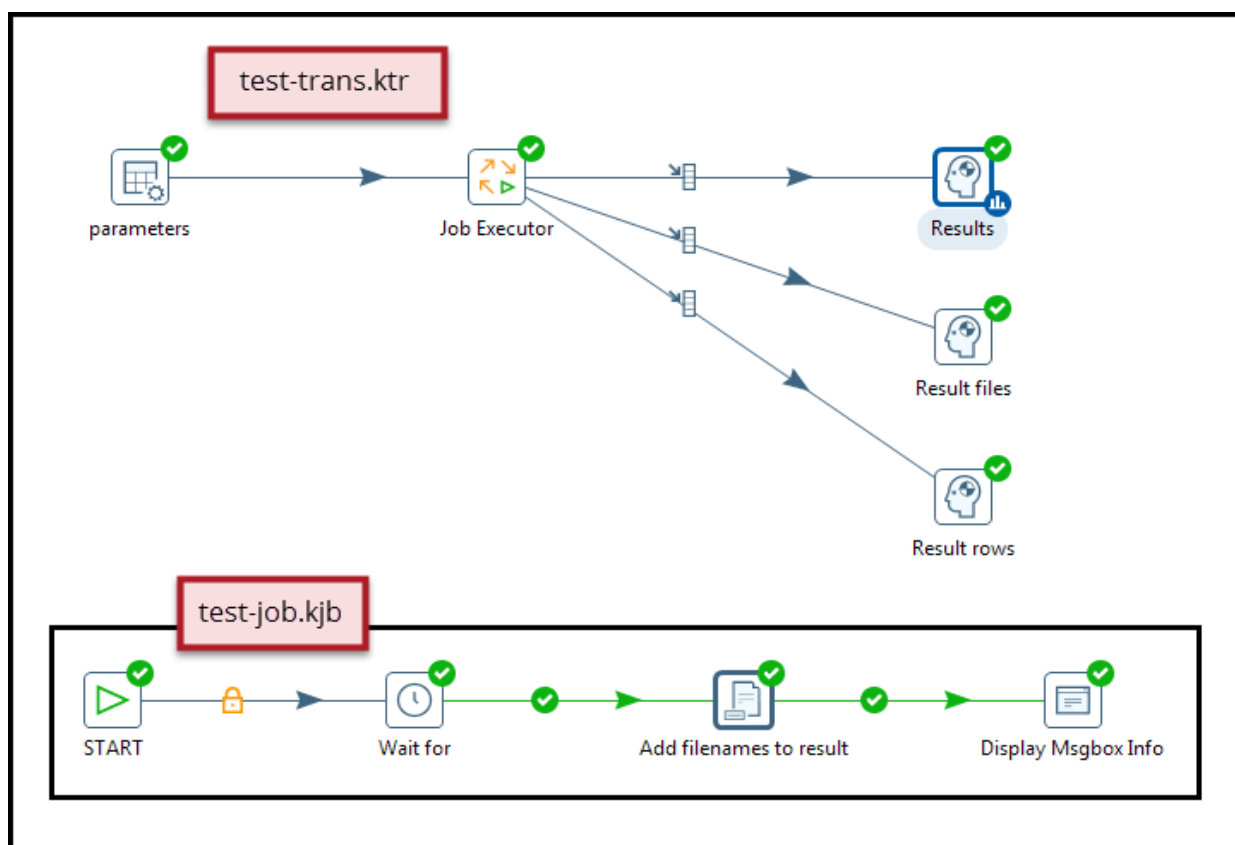 test-trans.ktr
parameters
Job Executor
Results
Result files
Result rows
test-job.kjb
START
Wait for
Add filenames to result
Display Msgbox Info